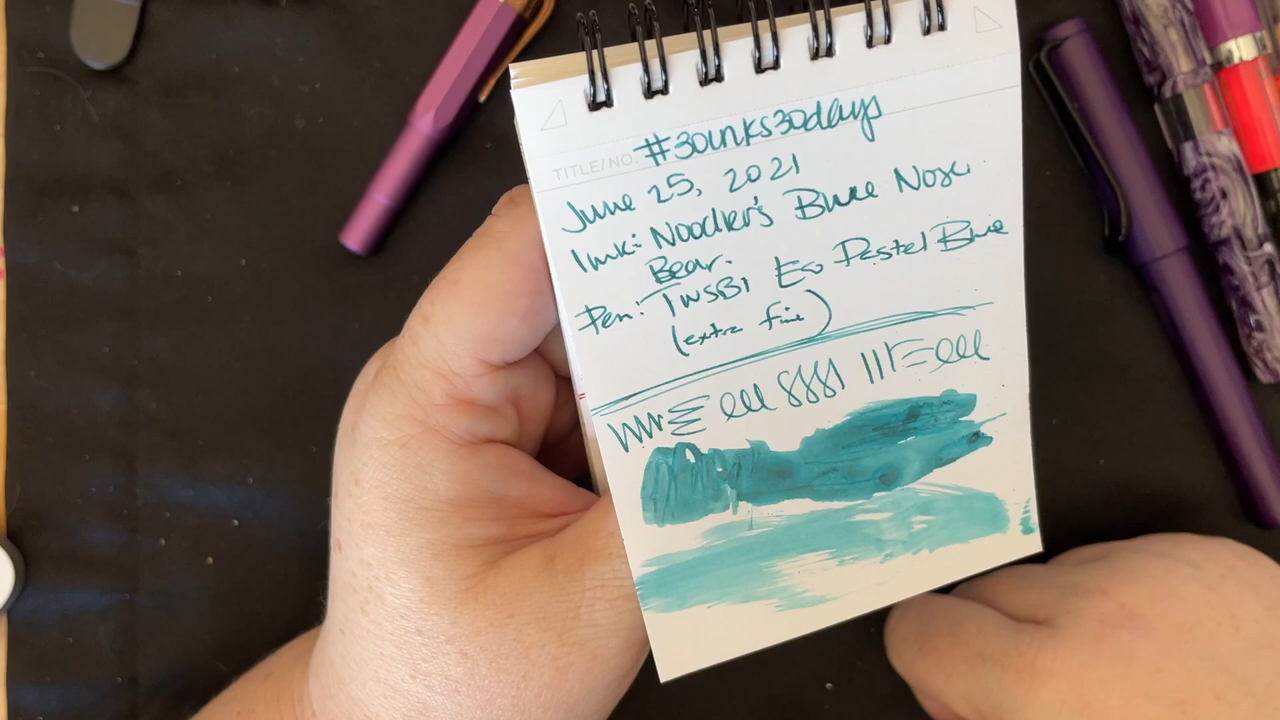 TITLE/NO. #30inks30days
June 25, 2021
Ink: Noodler's Blue Nose
Bear.
Pen: TWSBI Eco Pastel Blue
(extra fine)